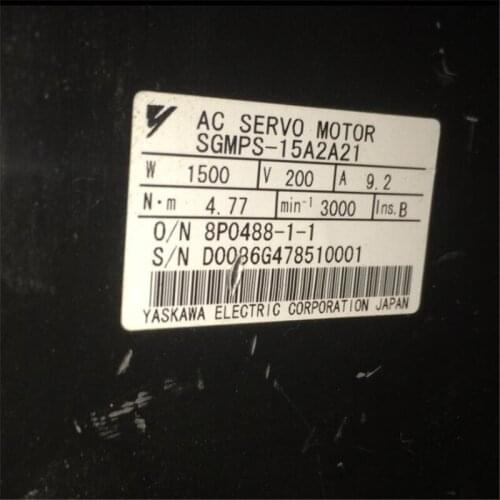 AC SERVO MOTOR
SGMPS-15A2A21
W 1500 V 200 A 9.2
N·m 4.77 min⁻¹ 3000 Ins.B
O/N 8P0488-1-1
S/N D0086G478510001
YASKAWA ELECTRIC CORPORATION JAPAN